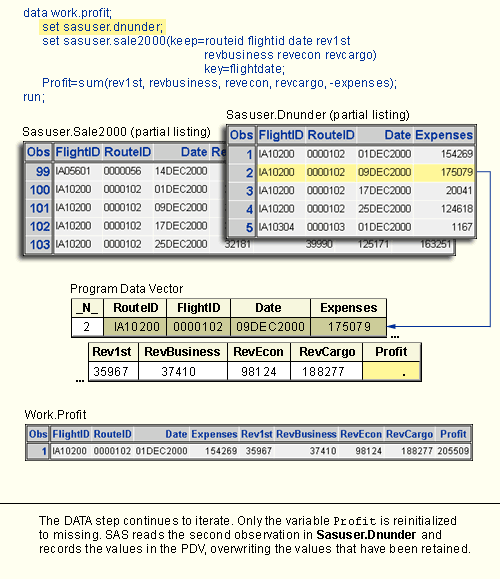 data work.profit;
set sasuser.dnunder;
set sasuser.sale2000(keep=routeid flightid date rev1st
revbusiness revecon revcargo)
key=flightdate;
Profit=sum(rev1st, revbusiness, revecon, revcargo, -expenses);
run;
Sasuser.Dnunder (partial listing)
Obs FlightID RouteID Date Expenses
1 IA10200 0000102 01DEC2000 154269
2 IA10200 0000102 09DEC2000 175079
3 IA10200 0000102 17DEC2000 20041
4 IA10200 0000102 25DEC2000 124618
5 IA10304 0000103 01DEC2000 1167
Sasuser.Sale2000 (partial listing)
Obs FlightID RouteID Date Re
99 IA05601 0000056 14DEC2000
100 IA10200 0000102 01DEC2000
101 IA10200 0000102 09DEC2000
102 IA10200 0000102 17DEC2000
103 IA10200 0000102 25DEC2000 32181 39990 125171 163251
Program Data Vector
_N_ RouteID FlightID Date Expenses
2 IA10200 0000102 09DEC2000 175079
...
Rev1st RevBusiness RevEcon RevCargo Profit
... 35967 37410 98124 188277 .
Work.Profit
Obs FlightID RouteID Date Expenses Rev1st RevBusiness RevEcon RevCargo Profit
1 IA10200 0000102 01DEC2000 154269 35967 37410 98124 188277 205509
The DATA step continues to iterate. Only the variable Profit is reinitialized
to missing. SAS reads the second observation in Sasuser.Dnunder and
records the values in the PDV, overwriting the values that have been retained.